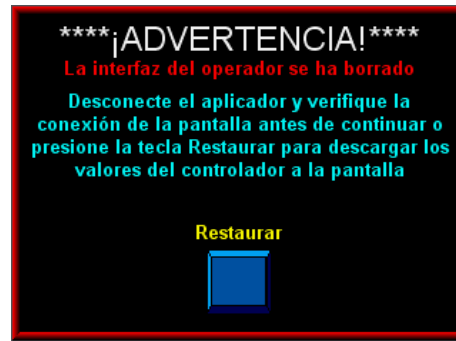 ****¡ADVERTENCIA!****
La interfaz del operador se ha borrado
Desconecte el aplicador y verifique la
conexión de la pantalla antes de continuar o
presione la tecla Restaurar para descargar los
valores del controlador a la pantalla
Restaurar